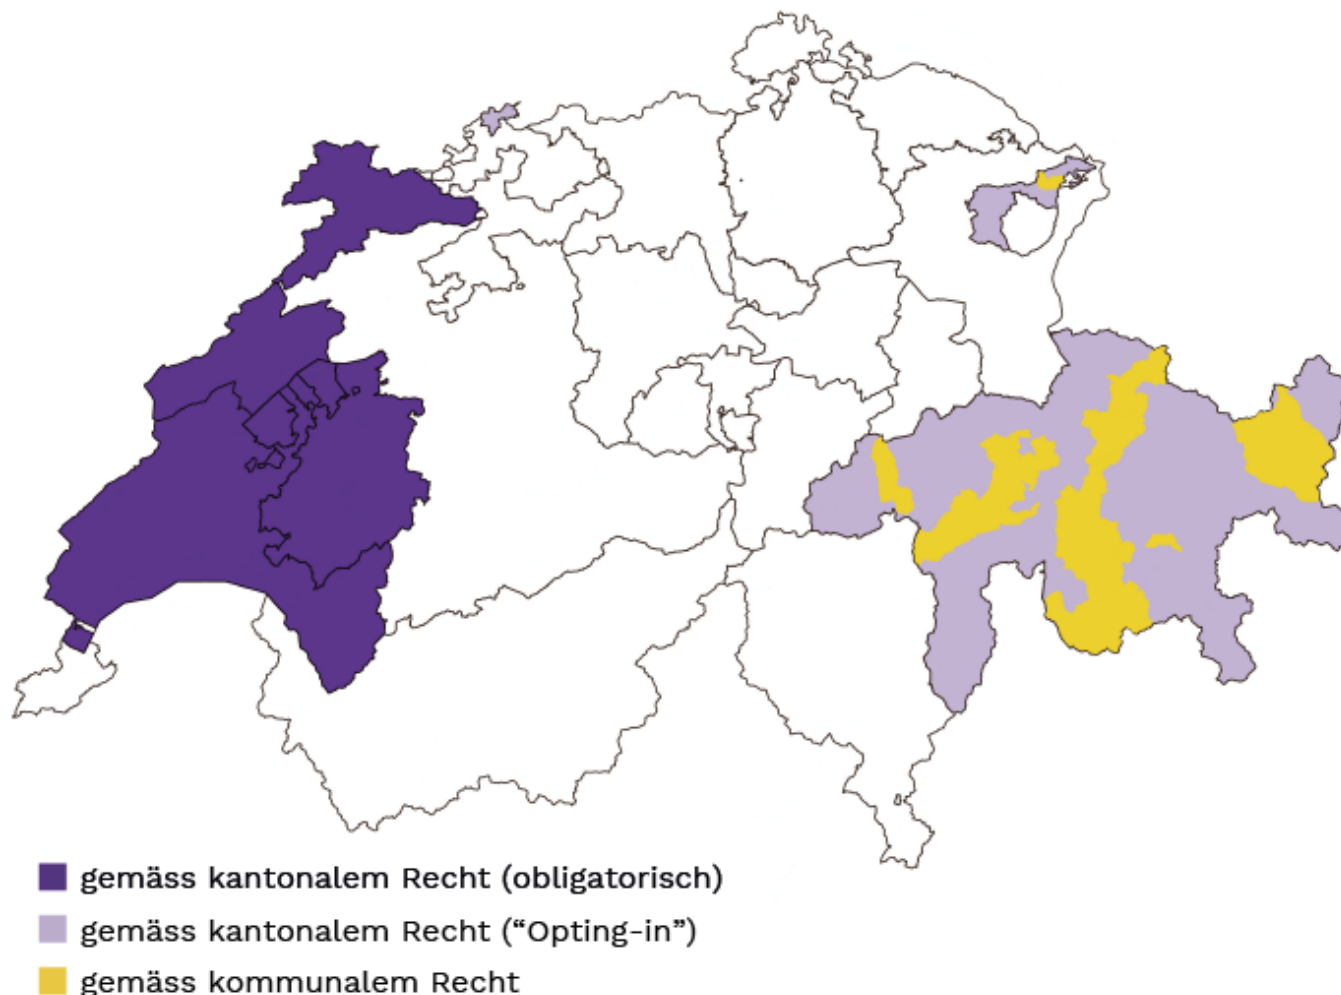 gemäss kantonalem Recht (obligatorisch)
gemäss kantonalem Recht (“Opting-in”)
gemäss kommunalem Recht